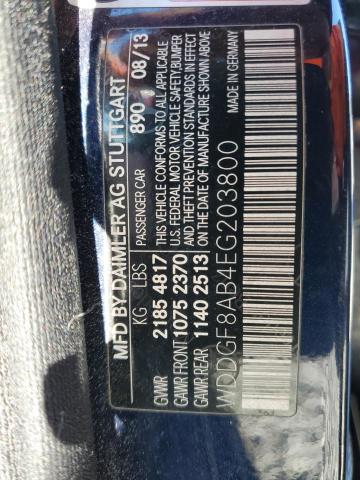 MFD BY DAIMLER AG STUTTGART
PASSENGER CAR 890 08/13
KG LBS
GVWR 2185 4817
GAWR FRONT 1075 2370
GAWR REAR 1140 2513
THIS VEHICLE CONFORMS TO ALL APPLICABLE
U.S. FEDERAL MOTOR VEHICLE SAFETY, BUMPER
AND THEFT PREVENTION STANDARDS IN EFFECT
ON THE DATE OF MANUFACTURE SHOWN ABOVE
WDDGF8AB4EG203800
MADE IN GERMANY